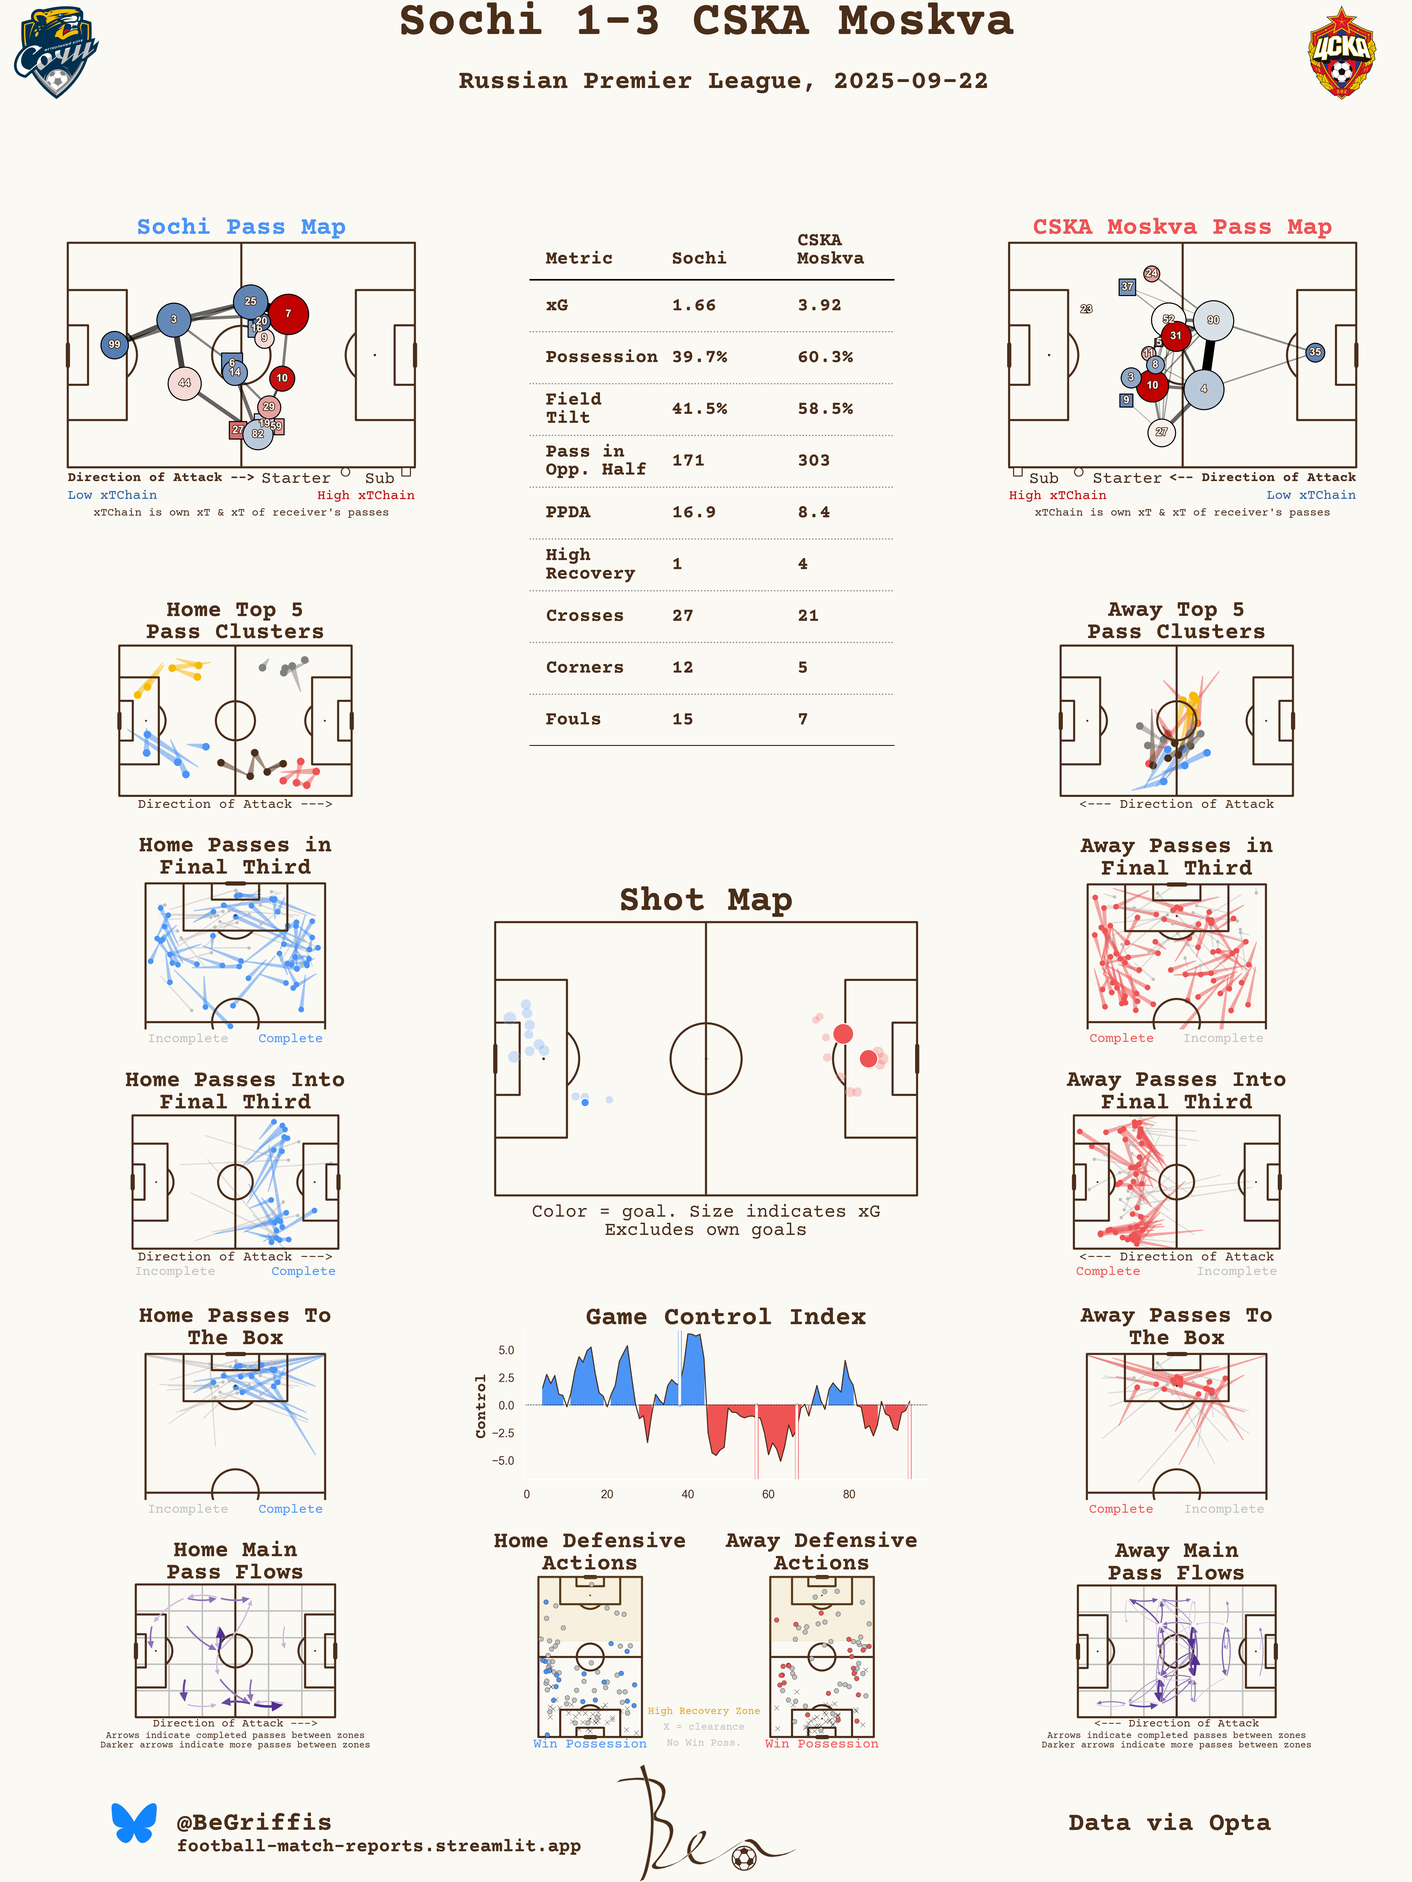 Sochi 1-3 CSKA Moskva
Russian Premier League, 2025-09-22
СОЧИ
ЦСКА
Sochi Pass Map
99
3
44
25
7
20
16
9
6
14
10
29
19
59
27
82
Direction of Attack --> Starter Sub
Low xTChain High xTChain
xTChain is own xT & xT of receiver's passes
Metric Sochi CSKA Moskva
xG 1.66 3.92
Possession 39.7% 60.3%
Field Tilt 41.5% 58.5%
Pass in Opp. Half 171 303
PPDA 16.9 8.4
High Recovery 1 4
Crosses 27 21
Corners 12 5
Fouls 15 7
CSKA Moskva Pass Map
24
37
23
52
90
31
5
11
8
35
3
10
4
9
27
Sub Starter <-- Direction of Attack
High xTChain Low xTChain
xTChain is own xT & xT of receiver's passes
Home Top 5
Pass Clusters
Direction of Attack --->
Away Top 5
Pass Clusters
<--- Direction of Attack
Home Passes in
Final Third
Incomplete Complete
Shot Map
Color = goal. Size indicates xG
Excludes own goals
Away Passes in
Final Third
Complete Incomplete
Home Passes Into
Final Third
Direction of Attack --->
Incomplete Complete
Away Passes Into
Final Third
<--- Direction of Attack
Complete Incomplete
Home Passes To
The Box
Incomplete Complete
Game Control Index
Control
5.0
2.5
0.0
−2.5
−5.0
0 20 40 60 80
Away Passes To
The Box
Complete Incomplete
Home Main
Pass Flows
Direction of Attack --->
Arrows indicate completed passes between zones
Darker arrows indicate more passes between zones
Home Defensive
Actions
Win Possession
High Recovery Zone
X = clearance
No Win Poss.
Away Defensive
Actions
Win Possession
Away Main
Pass Flows
<--- Direction of Attack
Arrows indicate completed passes between zones
Darker arrows indicate more passes between zones
@BeGriffis
football-match-reports.streamlit.app
Ben
Data via Opta